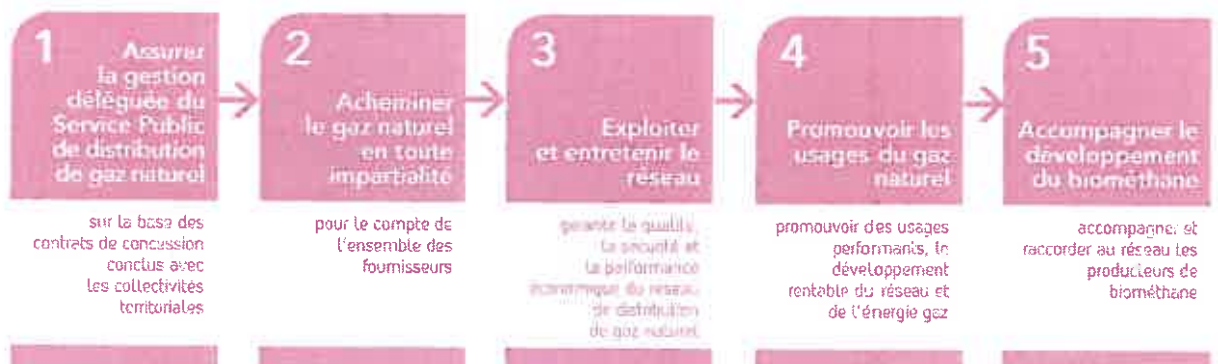 1
Assurer
la gestion
déléguée du
Service Public
de distribution
de gaz naturel
sur la base des
contrats de concession
conclus avec
les collectivités
territoriales
2
Acheminer
le gaz naturel
en toute
impartialité
pour le compte de
l'ensemble des
fournisseurs
3
Exploiter
et entretenir le
réseau
garantir la qualité,
la sécurité et
la performance
économique du réseau
de distribution
de gaz naturel
4
Promouvoir les
usages du gaz
naturel
promouvoir des usages
performants, le
développement
rentable du réseau et
de l'énergie gaz
5
Accompagner le
développement
du biométhane
accompagner et
raccorder au réseau les
producteurs de
biométhane